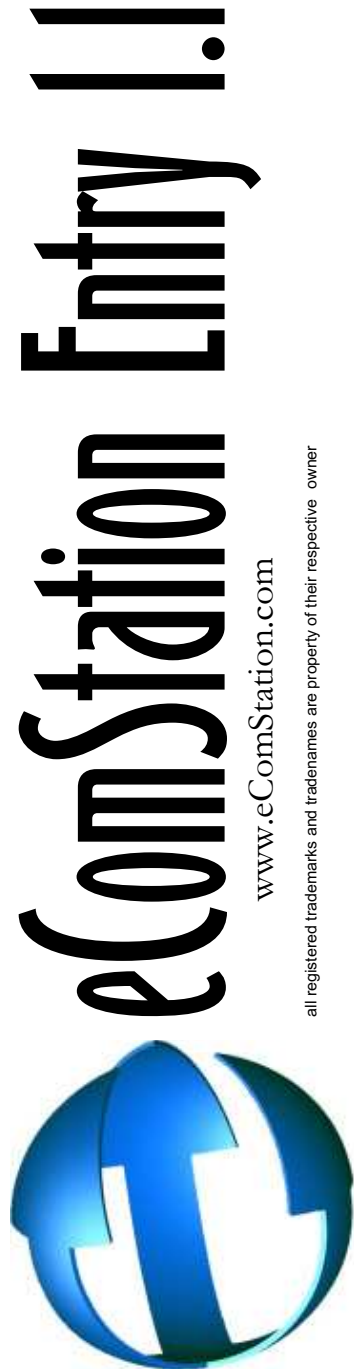 eComStation Entry 1.1
www.eComStation.com
all registered trademarks and tradenames are property of their respective owner